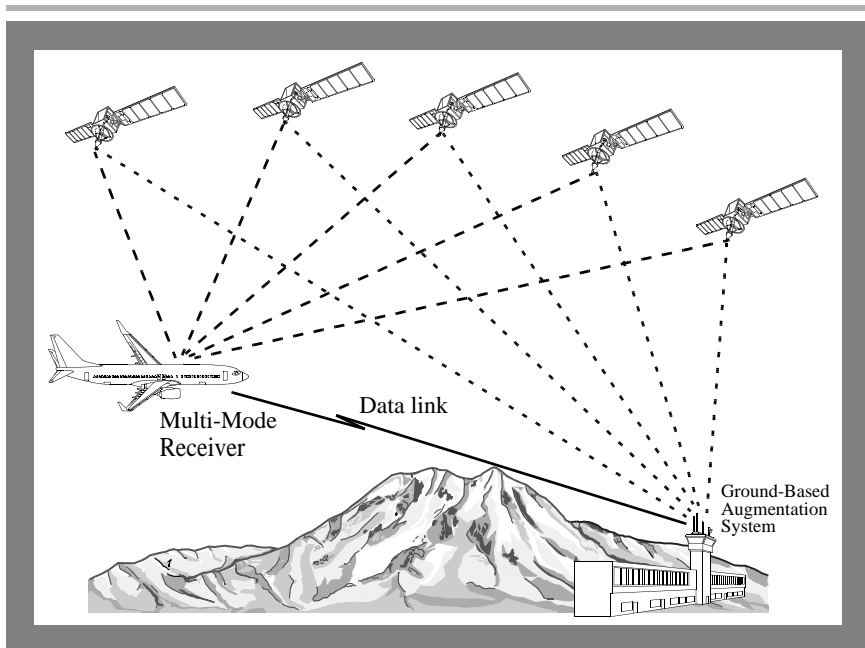 Data link
Multi-Mode
Receiver
Ground-Based
Augmentation
System